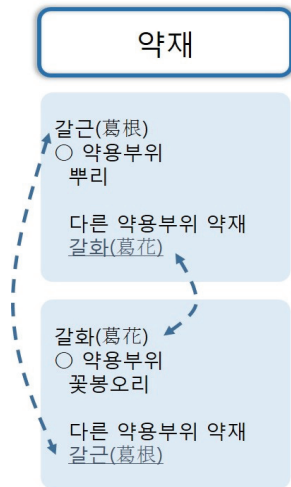 약재
갈근(葛根)
○ 약용부위
뿌리
다른 약용부위 약재
갈화(葛花)
갈화(葛花)
○ 약용부위
꽃봉오리
다른 약용부위 약재
갈근(葛根)